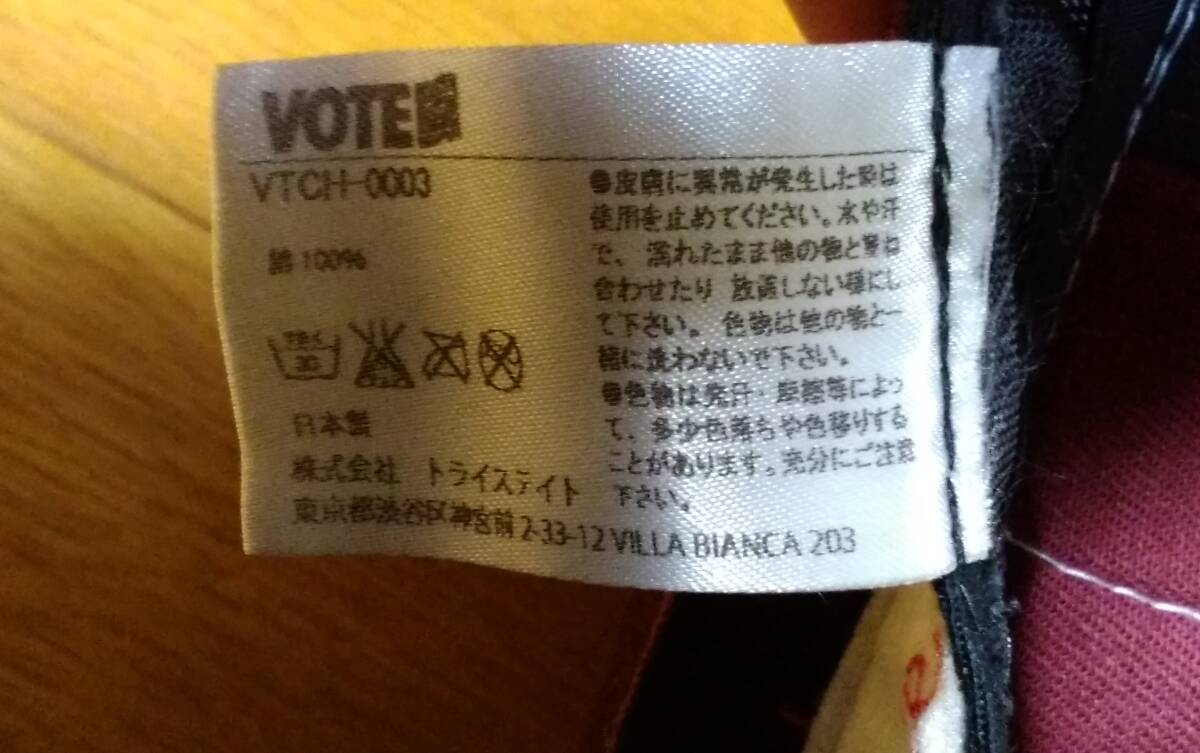 VOTE
VTCH-0003
綿 100%
30
日本製
株式会社 トライステイト
東京都渋谷区神宮前2-33-12 VILLA BIANCA 203
●皮膚に異常が発生した時は
使用を止めてください。水や汗
で、濡れたまま他の物と重ね
合わせたり 放置しない様にし
て下さい。色物は他の物と一
緒に洗わないで下さい。
●色物は発汗・摩擦等によっ
て、多少色落ちや色移りする
ことがあります。充分にご注意
下さい。